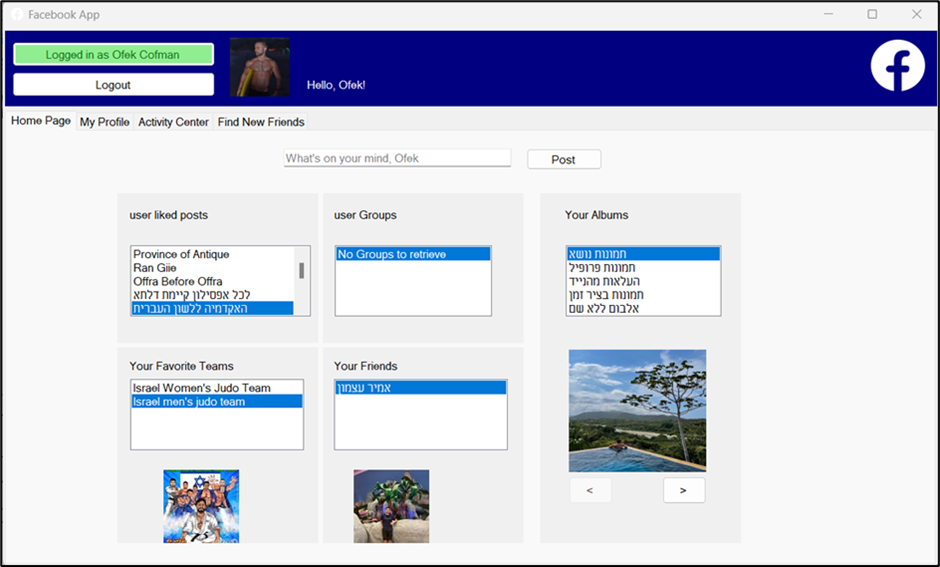 Facebook App
Logged in as Ofek Cofman
Logout
Hello, Ofek!
Home Page
My Profile
Activity Center
Find New Friends
What's on your mind, Ofek
Post
user liked posts
Province of Antique
Ran Giie
Offra Before Offra
לכל אפסילון קיימת דלתא
האקדמיה ללשון העברית
user Groups
No Groups to retrieve
Your Albums
תמונות נושא
תמונות פרופיל
העלאות מהנייד
תמונות בציר זמן
אלבום ללא שם
Your Favorite Teams
Israel Women's Judo Team
Israel men's judo team
Your Friends
אמיר עצמון
<
>